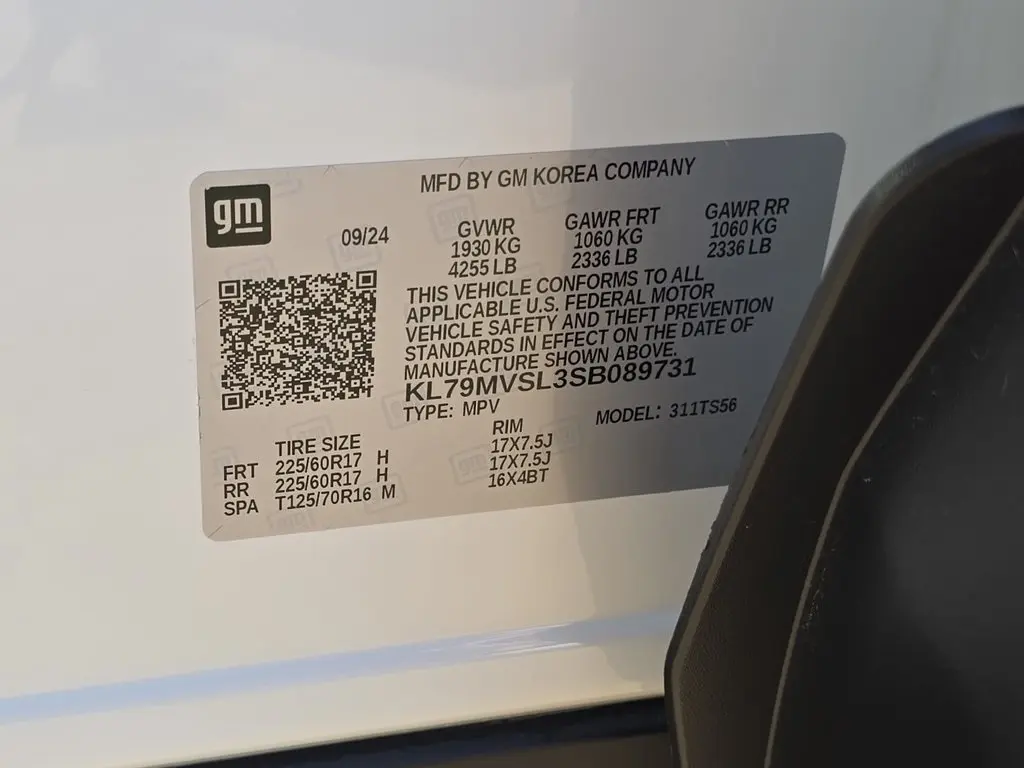 gm
MFD BY GM KOREA COMPANY
09/24
GVWR GAWR FRT GAWR RR
1930 KG 1060 KG 1060 KG
4255 LB 2336 LB 2336 LB
THIS VEHICLE CONFORMS TO ALL
APPLICABLE U.S. FEDERAL MOTOR
VEHICLE SAFETY AND THEFT PREVENTION
STANDARDS IN EFFECT ON THE DATE OF
MANUFACTURE SHOWN ABOVE.
KL79MVSL3SB089731
TYPE: MPV MODEL: 311TS56
TIRE SIZE RIM
FRT 225/60R17 H 17X7.5J
RR 225/60R17 H 17X7.5J
SPA T125/70R16 M 16X4BT